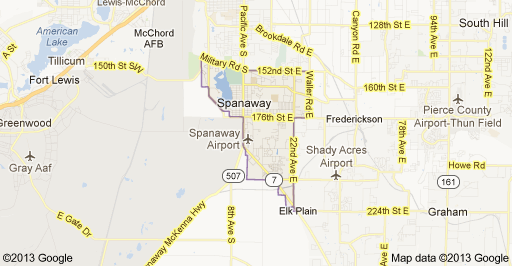 Lewis-McChord
McChord
AFB
American
Lake
A St
Tillicum
Fort Lewis
150th St SW
Military Rd S
Pacific Ave S
Brookdale Rd E
152nd St E
Canyon Rd E
128th St E
94th Ave E
South Hill
122nd Ave E
Waller Rd E
160th St E
Spanaway
176th St E
Frederickson
Pierce County
Airport-Thun Field
78th Ave E
Greenwood
Spanaway
Airport
22nd Ave E
Shady Acres
Airport
Gray Aaf
507
7
Howe Rd
161
E Gate Dr
Spanaway McKenna Hwy
8th Ave S
Elk Plain
224th St E
Graham
©2013 Google
Map data ©2013 Google